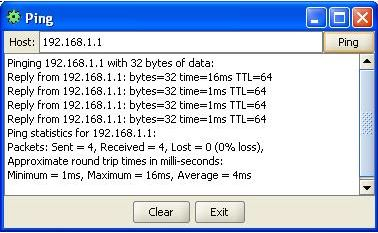 Ping
Host: 192.168.1.1 Ping
Pinging 192.168.1.1 with 32 bytes of data:
Reply from 192.168.1.1: bytes=32 time=16ms TTL=64
Reply from 192.168.1.1: bytes=32 time=1ms TTL=64
Reply from 192.168.1.1: bytes=32 time=1ms TTL=64
Reply from 192.168.1.1: bytes=32 time=1ms TTL=64
Ping statistics for 192.168.1.1:
Packets: Sent = 4, Received = 4, Lost = 0 (0% loss),
Approximate round trip times in milli-seconds:
Minimum = 1ms, Maximum = 16ms, Average = 4ms
Clear Exit